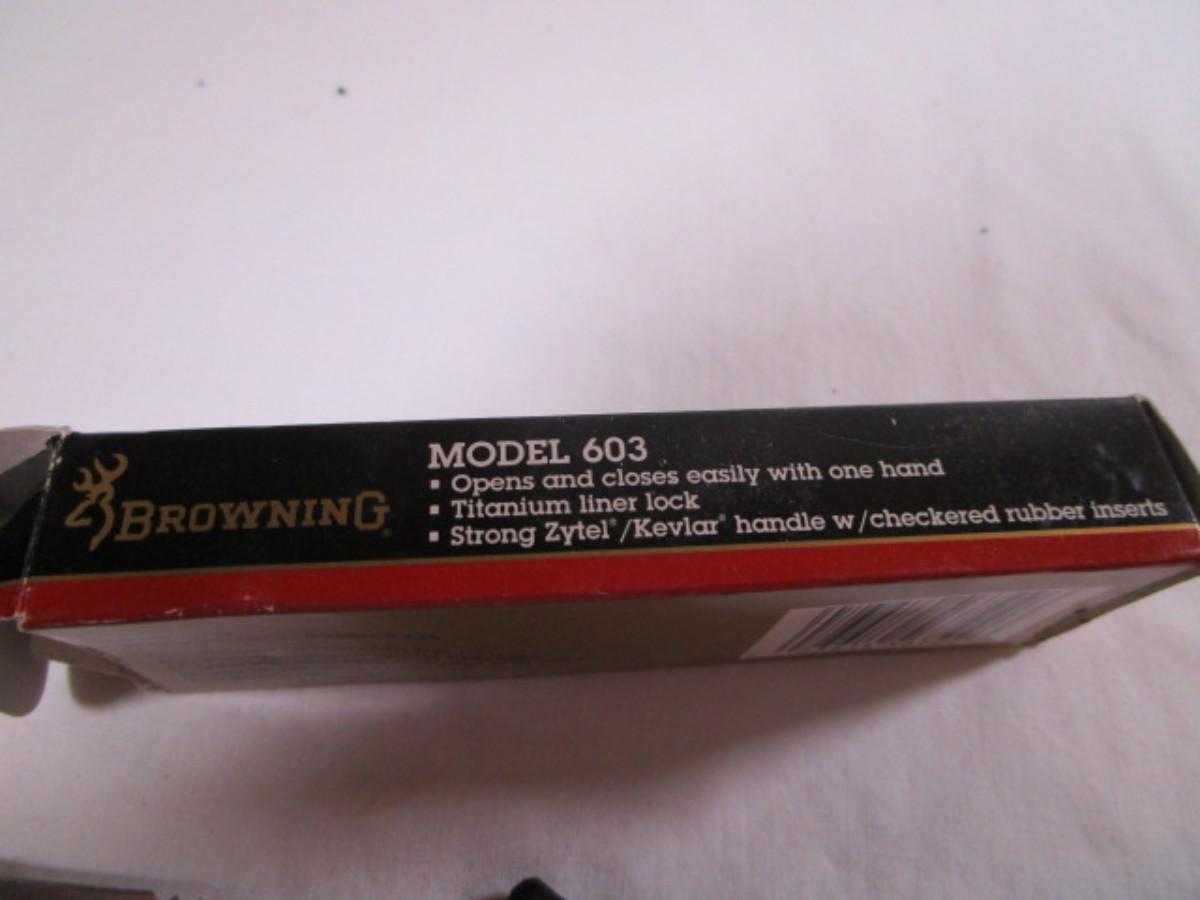 BROWNING
MODEL 603
▪ Opens and closes easily with one hand
▪ Titanium liner lock
▪ Strong Zytel®/Kevlar® handle w/checkered rubber inserts